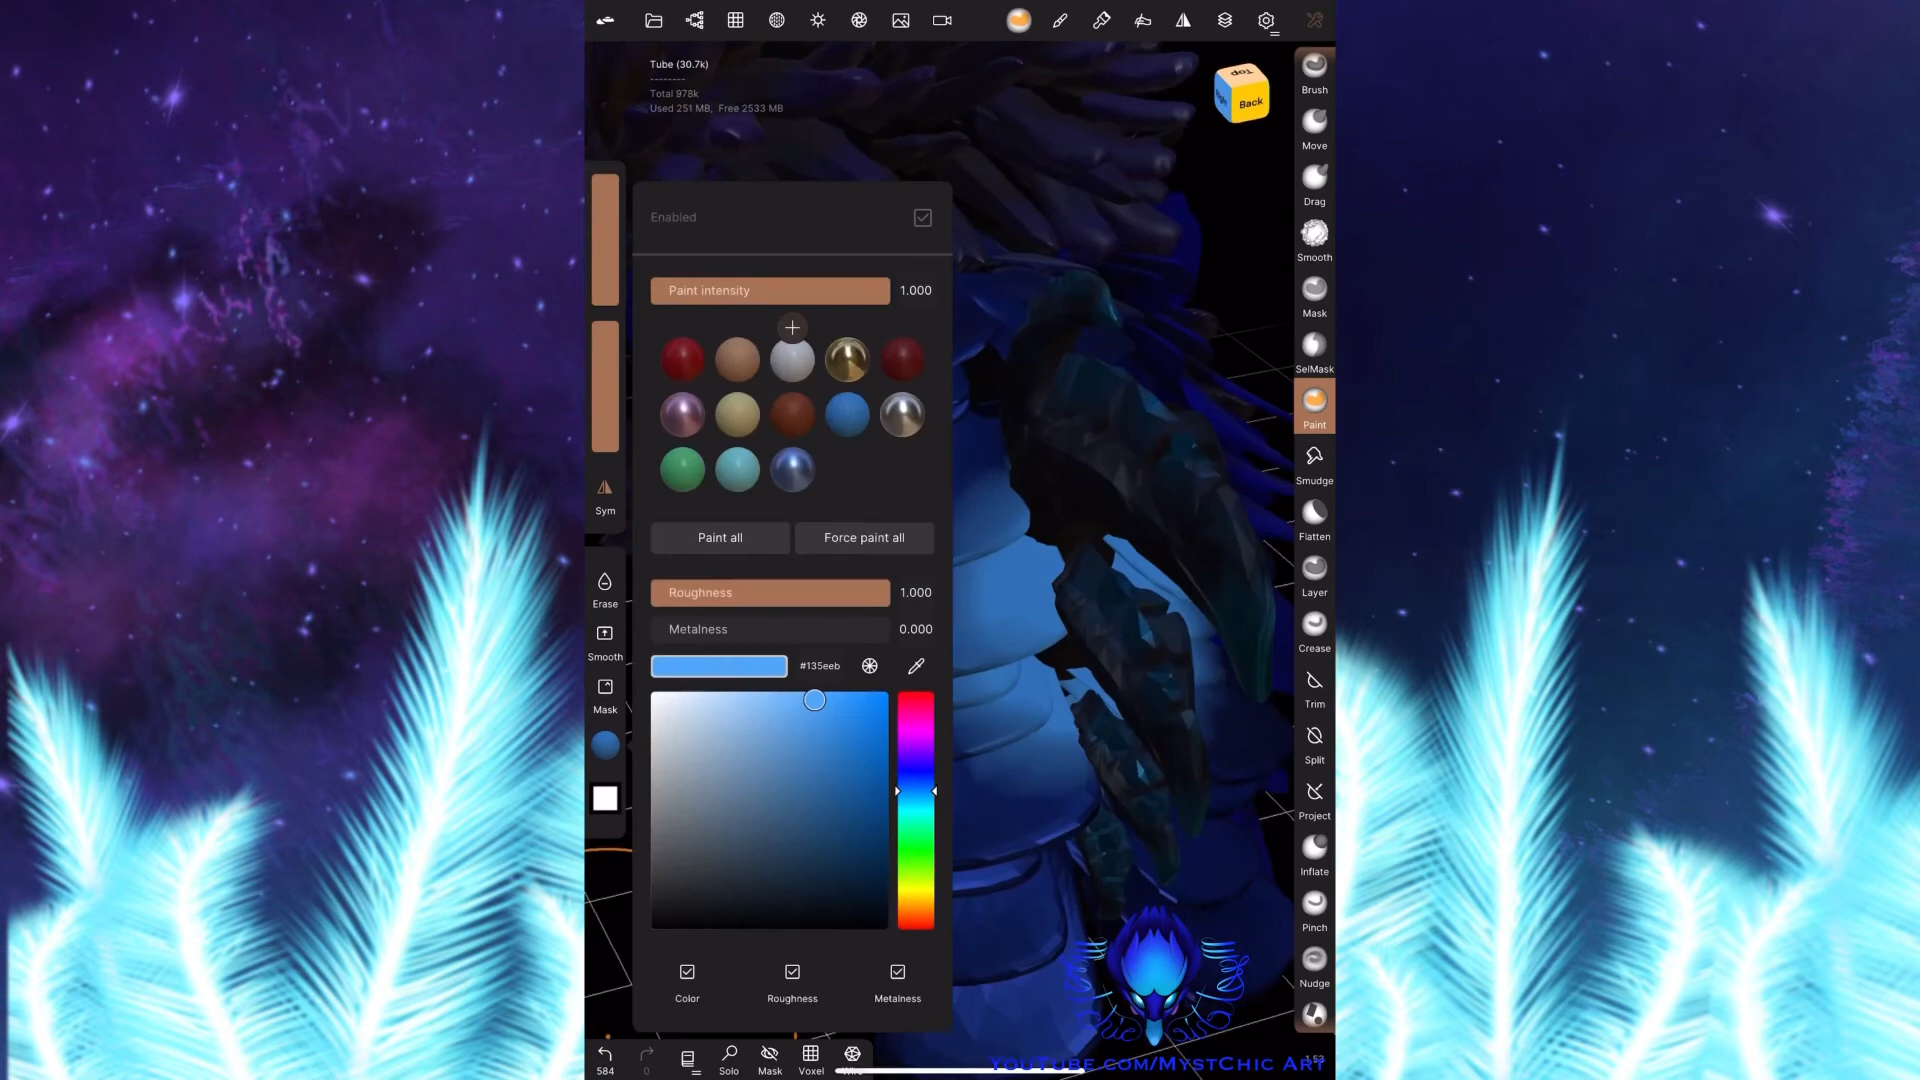 Tube (30.7k)
--------
Total 978k
Used 251 MB, Free 2533 MB
Top
Right
Back
Enabled
Paint intensity 1.000
Paint all
Force paint all
Roughness 1.000
Metalness 0.000
#135eeb
Color
Roughness
Metalness
Sym
Erase
Smooth
Mask
Brush
Move
Drag
Smooth
Mask
SelMask
Paint
Smudge
Flatten
Layer
Crease
Trim
Split
Project
Inflate
Pinch
Nudge
584
0
Solo
Mask
Voxel
1.53
YouTube.com/MystChic Art